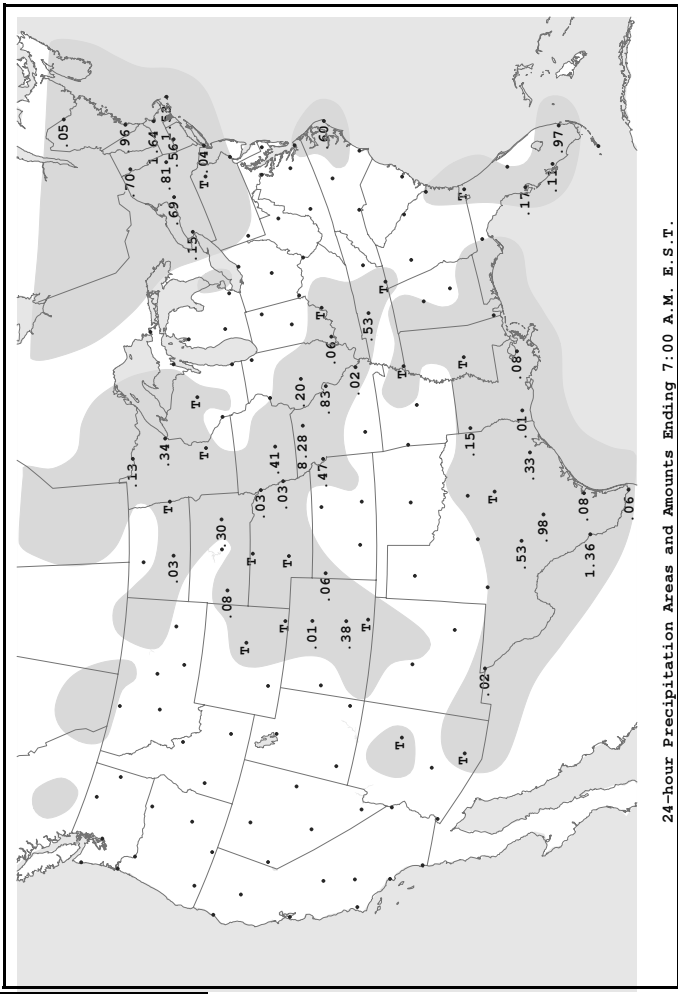 .05
.96
.70
.13
1.64
.34
.81
T
.56
.69
.03
.15
T
T
T
.04
.30
.08
T
T
.03
.41
.03
T
T
.20
8.28
.01
T
.47
.60
.83
.06
.06
.38
.02
T
.53
T
T
T
T
T
T
.15
.02
T
.08
.53
.01
.17
.33
.98
.11
.97
.08
1.36
.06
24-hour Precipitation Areas and Amounts Ending 7:00 A.M. E.S.T.